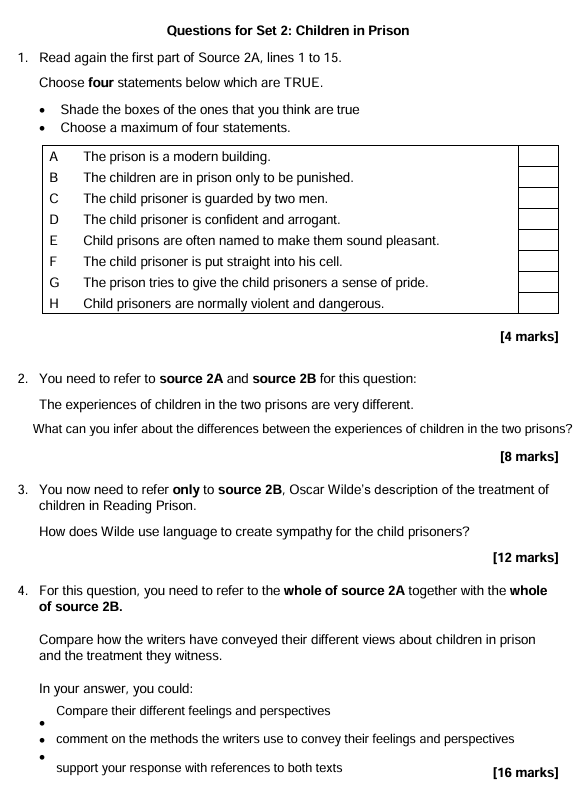 Questions for Set 2: Children in Prison
1. Read again the first part of Source 2A, lines 1 to 15.
Choose four statements below which are TRUE.
• Shade the boxes of the ones that you think are true
• Choose a maximum of four statements.
A The prison is a modern building.
B The children are in prison only to be punished.
C The child prisoner is guarded by two men.
D The child prisoner is confident and arrogant.
E Child prisons are often named to make them sound pleasant.
F The child prisoner is put straight into his cell.
G The prison tries to give the child prisoners a sense of pride.
H Child prisoners are normally violent and dangerous.
[4 marks]
2. You need to refer to source 2A and source 2B for this question:
The experiences of children in the two prisons are very different.
What can you infer about the differences between the experiences of children in the two prisons?
[8 marks]
3. You now need to refer only to source 2B, Oscar Wilde's description of the treatment of
children in Reading Prison.
How does Wilde use language to create sympathy for the child prisoners?
[12 marks]
4. For this question, you need to refer to the whole of source 2A together with the whole
of source 2B.
Compare how the writers have conveyed their different views about children in prison
and the treatment they witness.
In your answer, you could:
Compare their different feelings and perspectives
•
• comment on the methods the writers use to convey their feelings and perspectives
•
support your response with references to both texts [16 marks]